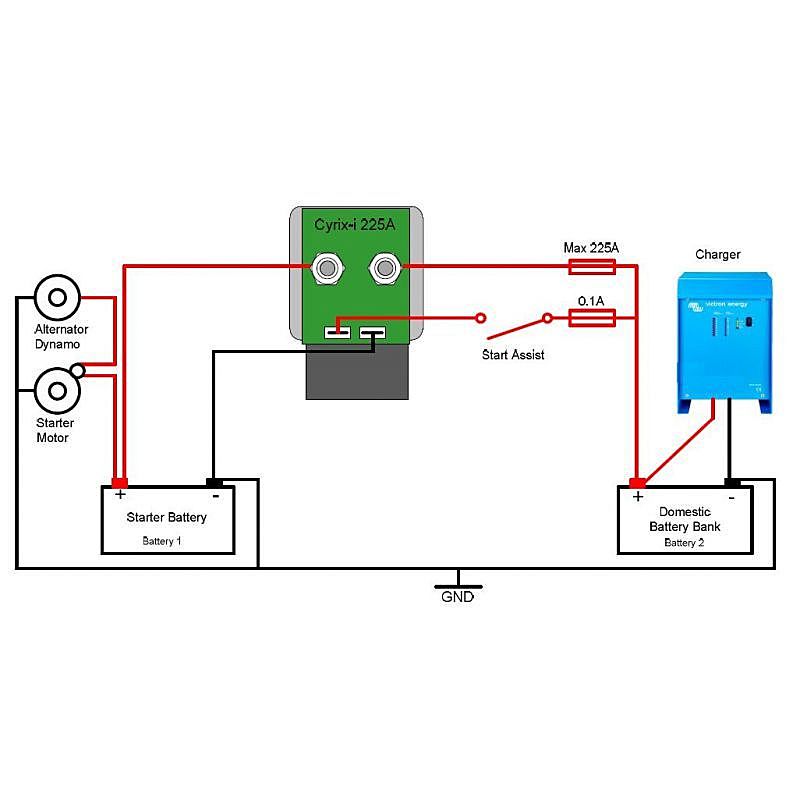 Cyrix-i 225A
Max 225A
Charger
victron energy
0.1A
Alternator
Dynamo
Start Assist
Starter
Motor
+
-
+
-
Starter Battery
Battery 1
Domestic
Battery Bank
Battery 2
GND